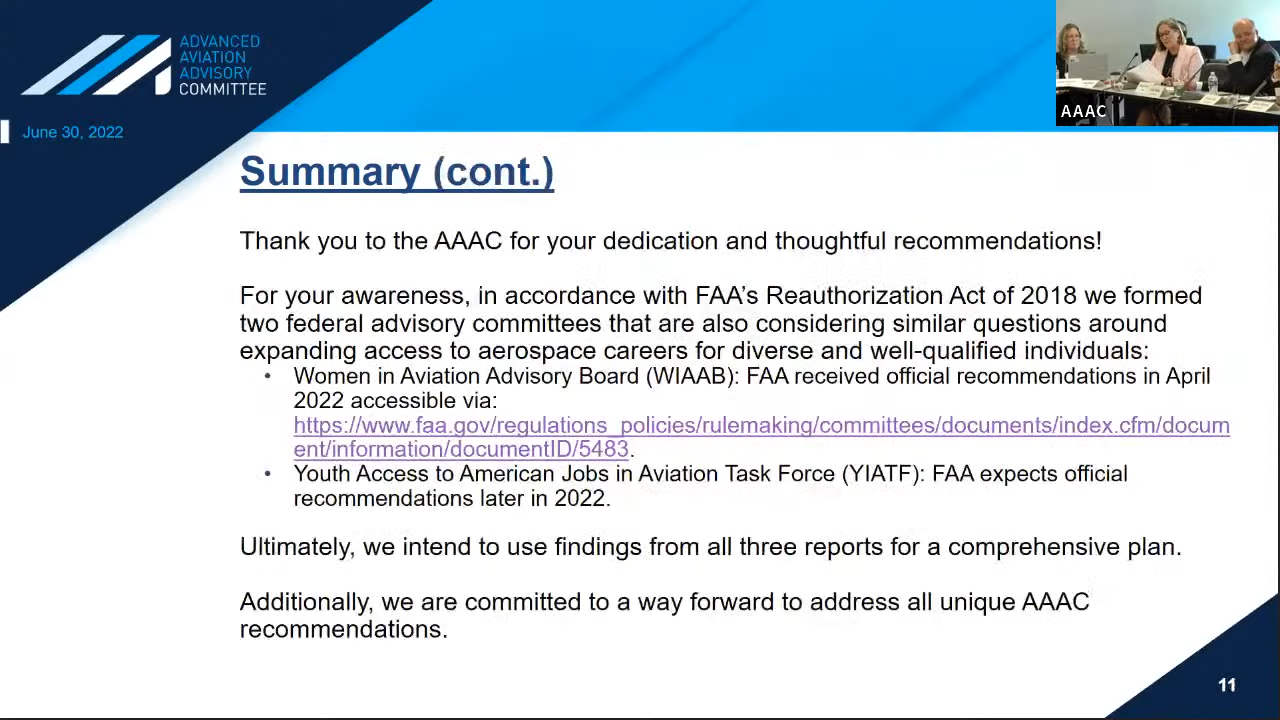 ADVANCED
AVIATION
ADVISORY
COMMITTEE
June 30, 2022
AAAC
Summary (cont.)
Thank you to the AAAC for your dedication and thoughtful recommendations!
For your awareness, in accordance with FAA's Reauthorization Act of 2018 we formed
two federal advisory committees that are also considering similar questions around
expanding access to aerospace careers for diverse and well-qualified individuals:
• Women in Aviation Advisory Board (WIAAB): FAA received official recommendations in April
2022 accessible via:
https://www.faa.gov/regulations_policies/rulemaking/committees/documents/index.cfm/docum
ent/information/documentID/5483.
• Youth Access to American Jobs in Aviation Task Force (YIATF): FAA expects official
recommendations later in 2022.
Ultimately, we intend to use findings from all three reports for a comprehensive plan.
Additionally, we are committed to a way forward to address all unique AAAC
recommendations.
11